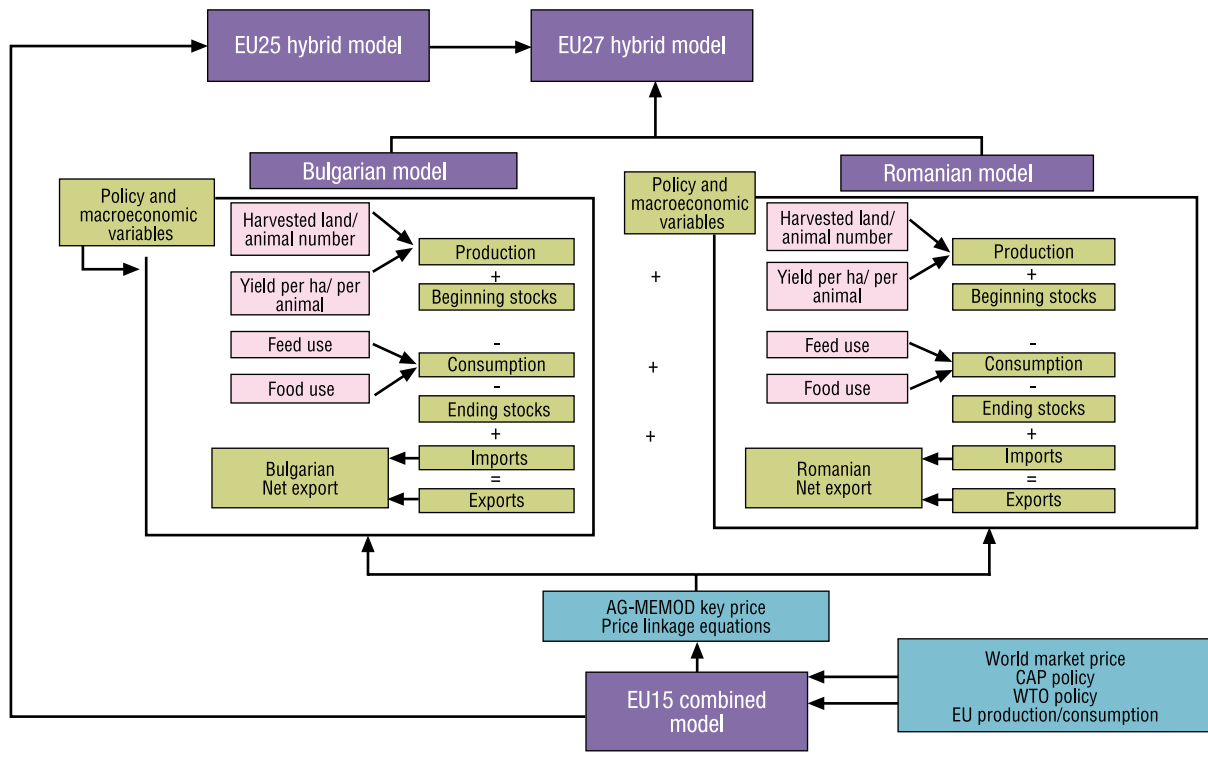 EU25 hybrid model
EU27 hybrid model
Bulgarian model
Romanian model
Policy and
macroeconomic
variables
Harvested land/
animal number
Yield per ha/ per
animal
Production
+
Beginning stocks
-
Feed use
Food use
Consumption
-
Ending stocks
+
Imports
=
Exports
Bulgarian
Net export
+
+
+
Policy and
macroeconomic
variables
Harvested land/
animal number
Yield per ha/ per
animal
Production
+
Beginning stocks
-
Feed use
Food use
Consumption
-
Ending stocks
+
Imports
=
Exports
Romanian
Net export
AG-MEMOD key price
Price linkage equations
EU15 combined
model
World market price
CAP policy
WTO policy
EU production/consumption